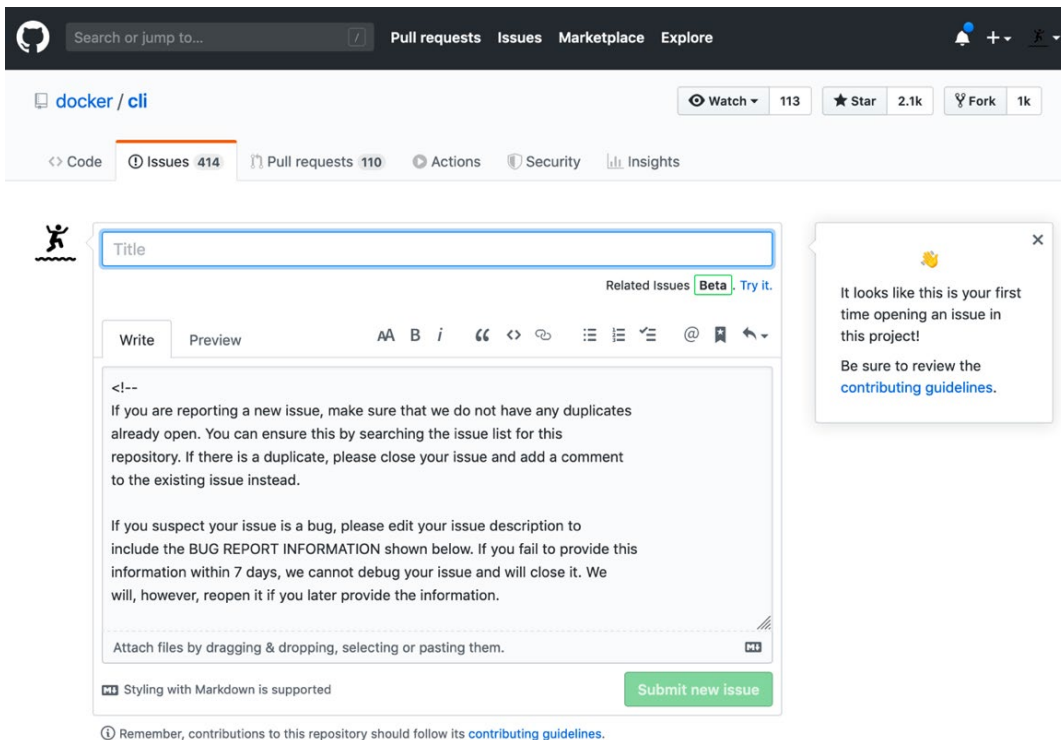 Search or jump to... / Pull requests Issues Marketplace Explore
docker / cli Watch 113 Star 2.1k Fork 1k
<> Code Issues 414 Pull requests 110 Actions Security Insights
Title
Related Issues Beta . Try it.
Write Preview AA B i
<!--
If you are reporting a new issue, make sure that we do not have any duplicates
already open. You can ensure this by searching the issue list for this
repository. If there is a duplicate, please close your issue and add a comment
to the existing issue instead.
If you suspect your issue is a bug, please edit your issue description to
include the BUG REPORT INFORMATION shown below. If you fail to provide this
information within 7 days, we cannot debug your issue and will close it. We
will, however, reopen it if you later provide the information.
Attach files by dragging & dropping, selecting or pasting them.
Styling with Markdown is supported
Submit new issue
Remember, contributions to this repository should follow its contributing guidelines.
It looks like this is your first
time opening an issue in
this project!
Be sure to review the
contributing guidelines.